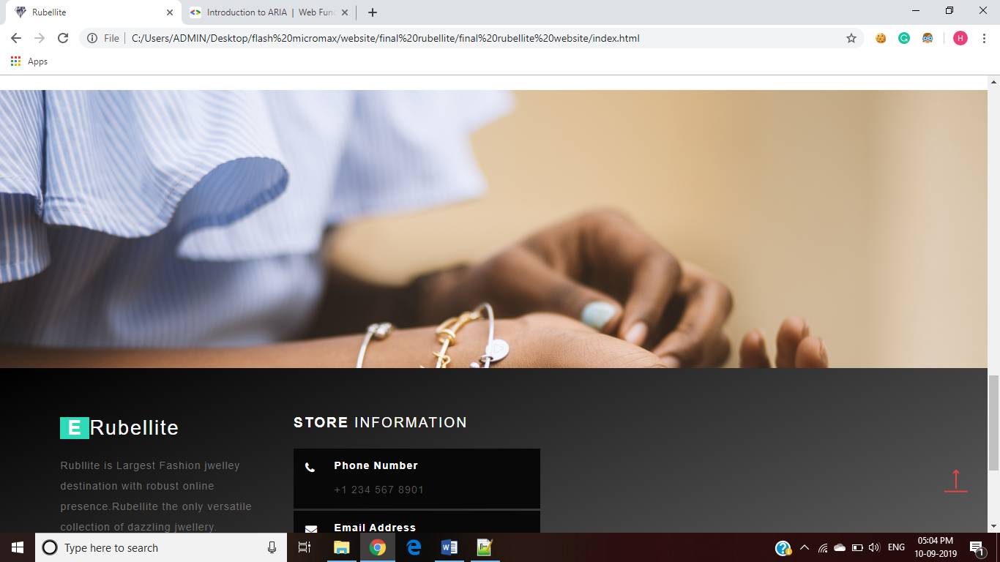 Rubellite
Introduction to ARIA | Web Fun
File
C:/Users/ADMIN/Desktop/flash%20micromax/website/final%20rubellite/final%20rubellite%20website/index.html
H
Apps
E Rubellite
Rubllite is Largest Fashion jwelley
destination with robust online
presence.Rubellite the only versatile
collection of dazzling jwellery.
STORE INFORMATION
Phone Number
+1 234 567 8901
Email Address
Type here to search
ENG
05:04 PM
10-09-2019
1